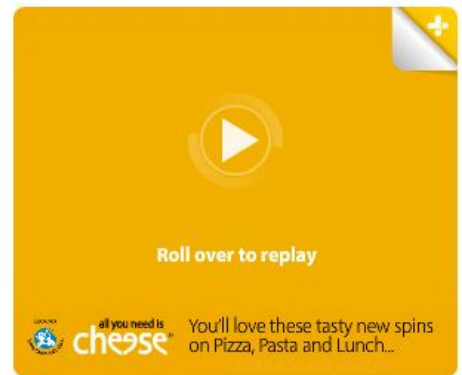 Roll over to replay
all you need is
cheese®
You'll love these tasty new spins
on Pizza, Pasta and Lunch...